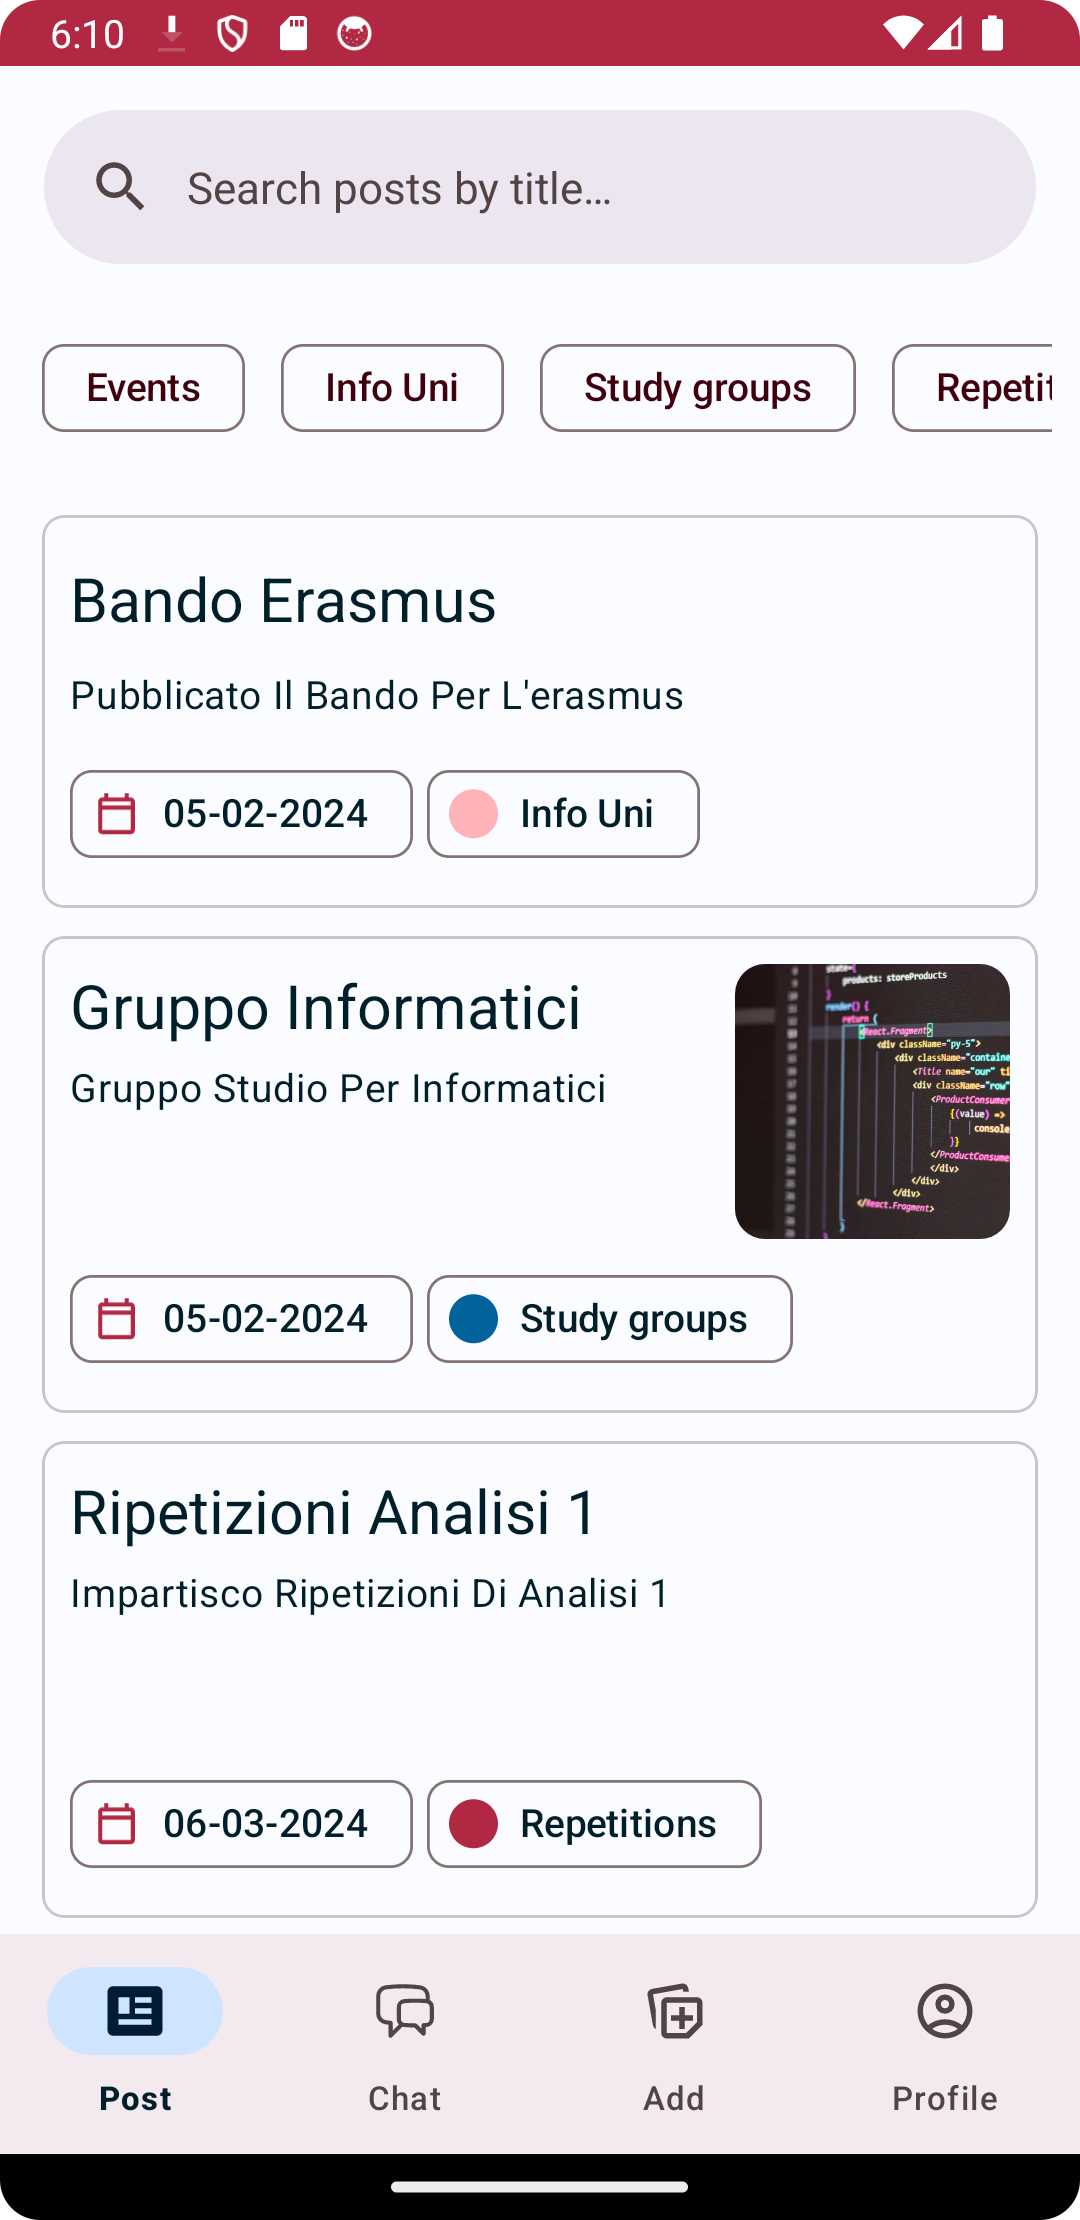 6:10
Search posts by title...
Events
Info Uni
Study groups
Repetit
Bando Erasmus
Pubblicato Il Bando Per L'erasmus
05-02-2024
Info Uni
Gruppo Informatici
Gruppo Studio Per Informatici
products: storeProducts
}
render() {
return (
<React.Fragment>
<div className="py-5">
<div className="containe
<Title name="our" ti
<div className="row"
<ProductConsumer
{(value) =>
console
}}
</ProductConsume
</div>
</div>
</div>
</React.Fragment>
05-02-2024
Study groups
Ripetizioni Analisi 1
Impartisco Ripetizioni Di Analisi 1
06-03-2024
Repetitions
Post
Chat
Add
Profile